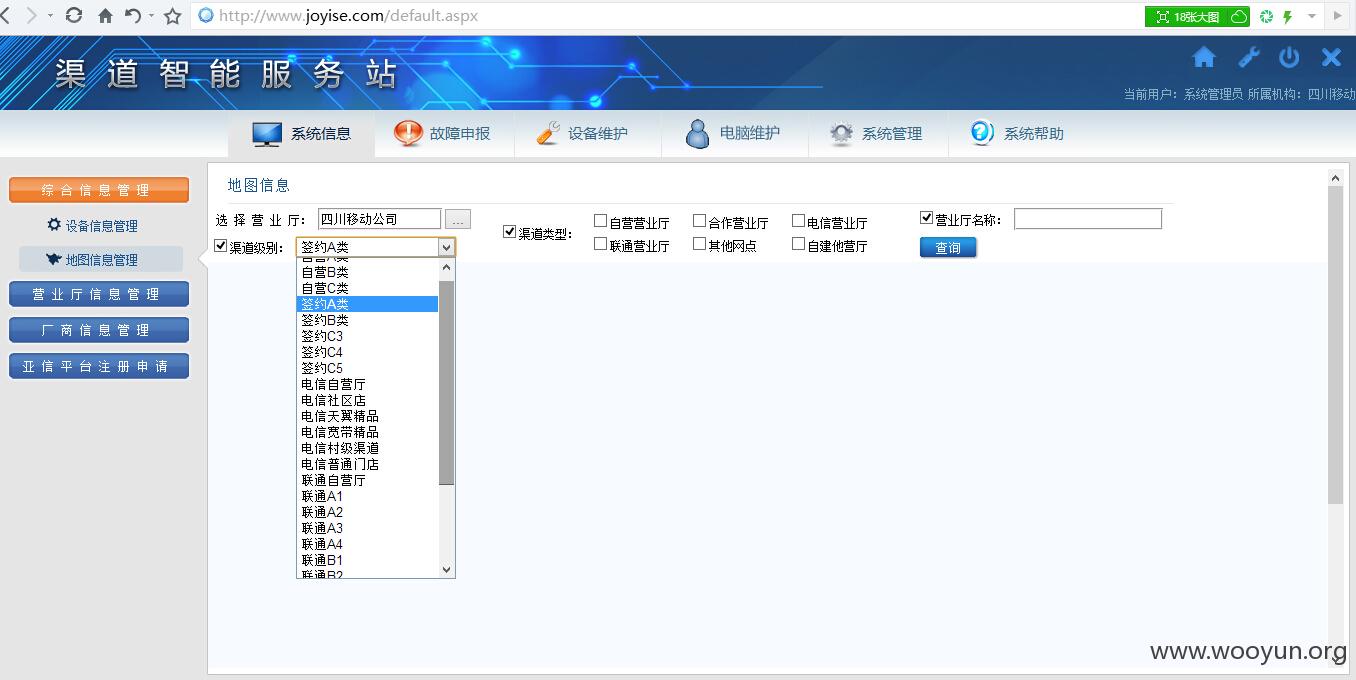 http://www.joyise.com/default.aspx
18张大图
渠道智能服务站
当前用户：系统管理员 所属机构：四川移动
系统信息 故障申报 设备维护 电脑维护 系统管理 系统帮助
综合信息管理
设备信息管理
地图信息管理
营业厅信息管理
厂商信息管理
亚信平台注册申请
地图信息
选择营业厅： 四川移动公司 ...
渠道类型： 自营营业厅 合作营业厅 电信营业厅
联通营业厅 其他网点 自建他营厅
营业厅名称：
渠道级别： 签约A类
查询
自营A类
自营B类
自营C类
签约A类
签约B类
签约C3
签约C4
签约C5
电信自营厅
电信社区店
电信天翼精品
电信宽带精品
电信村级渠道
电信普通门店
联通自营厅
联通A1
联通A2
联通A3
联通A4
联通B1
联通B2
www.wooyun.org